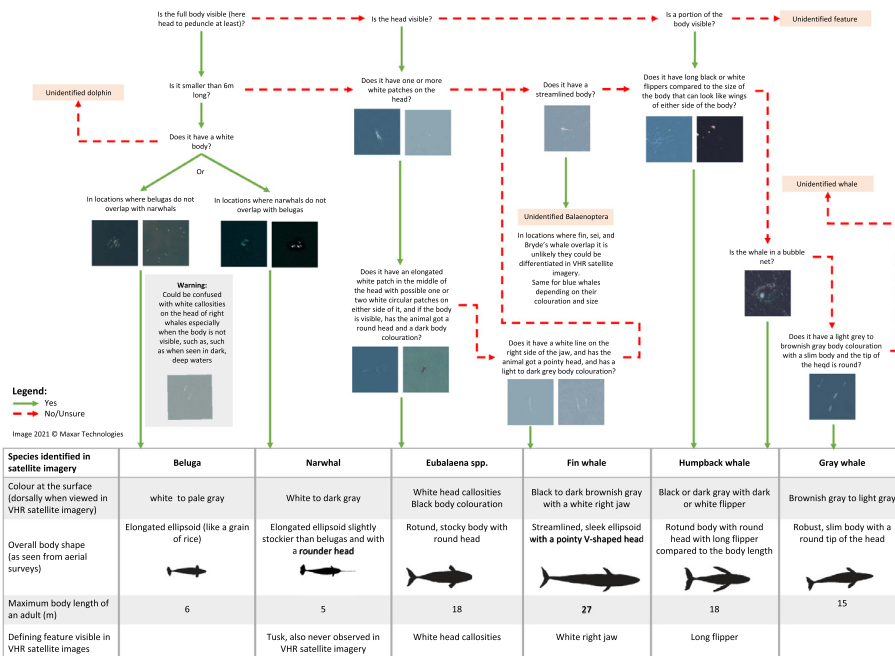 Is the full body visible (here
head to peduncle at least)?
Is the head visible?
Is a portion of the
body visible?
Unidentified feature
Unidentified dolphin
Is it smaller than 6m
long?
Does it have one or more
white patches on the
head?
Does it have a
streamlined body?
Does it have long black or white
flippers compared to the size of
the body that can look like wings
of either side of the body?
Does it have a white
body?
Or
In locations where belugas do not
overlap with narwhals
In locations where narwhals do not
overlap with belugas
Unidentified whale
Unidentified Balaenoptera
In locations where fin, sei, and
Bryde's whale overlap it is
unlikely they could be
differentiated in VHR satellite
imagery.
Same for blue whales
depending on their
colouration and size
Is the whale in a bubble
net?
Warning:
Could be confused
with white callosities
on the head of right
whales especially
when the body is not
visible, such as, such
as when seen in dark,
deep waters
Does it have an elongated
white patch in the middle of
the head with possible one or
two white circular patches on
either side of it, and if the body
is visible, has the animal got a
round head and a dark body
colouration?
Does it have a white line on the
right side of the jaw, and has the
animal got a pointy head, and has a
light to dark grey body colouration?
Does it have a light grey to
brownish gray body colouration
with a slim body and the tip of
the heqd is round?
Legend:
Yes
No/Unsure
Image 2021 © Maxar Technologies
Species identified in
satellite imagery
Beluga
Narwhal
Eubalaena spp.
Fin whale
Humpback whale
Gray whale
Colour at the surface
(dorsally when viewed in
VHR satellite imagery)
white to pale gray
White to dark gray
White head callosities
Black body colouration
Black to dark brownish gray
with a white right jaw
Black or dark gray with dark
or white flipper
Brownish gray to light gray
Overall body shape
(as seen from aerial
surveys)
Elongated ellipsoid (like a grain
of rice)
Elongated ellipsoid slightly
stockier than belugas and with
a rounder head
Rotund, stocky body with
round head
Streamlined, sleek ellipsoid
with a pointy V-shaped head
Rotund body with round
head with long flipper
compared to the body length
Robust, slim body with a
round tip of the head
Maximum body length of
an adult (m)
6
5
18
27
18
15
Defining feature visible in
VHR satellite images
Tusk, also never observed in
VHR satellite imagery
White head callosities
White right jaw
Long flipper